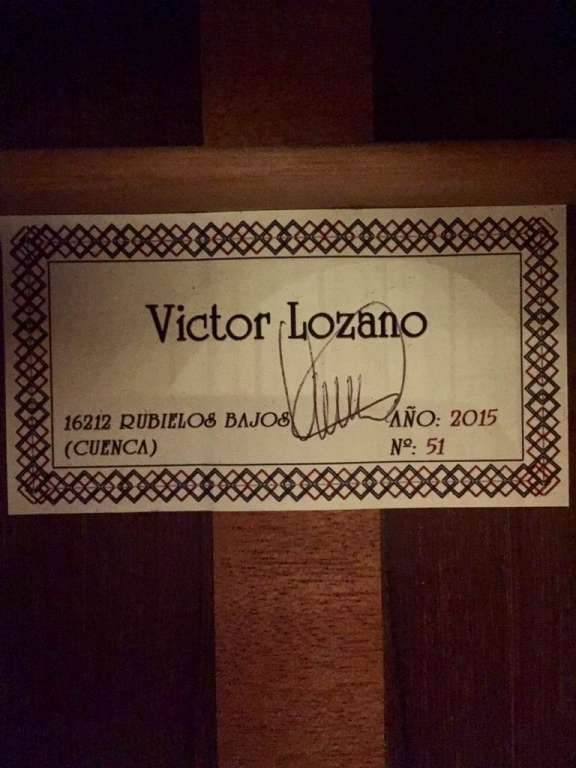 Victor Lozano
16212 RUBIELOS BAJOS
(CUENCA)
AÑO: 2015
Nº: 51